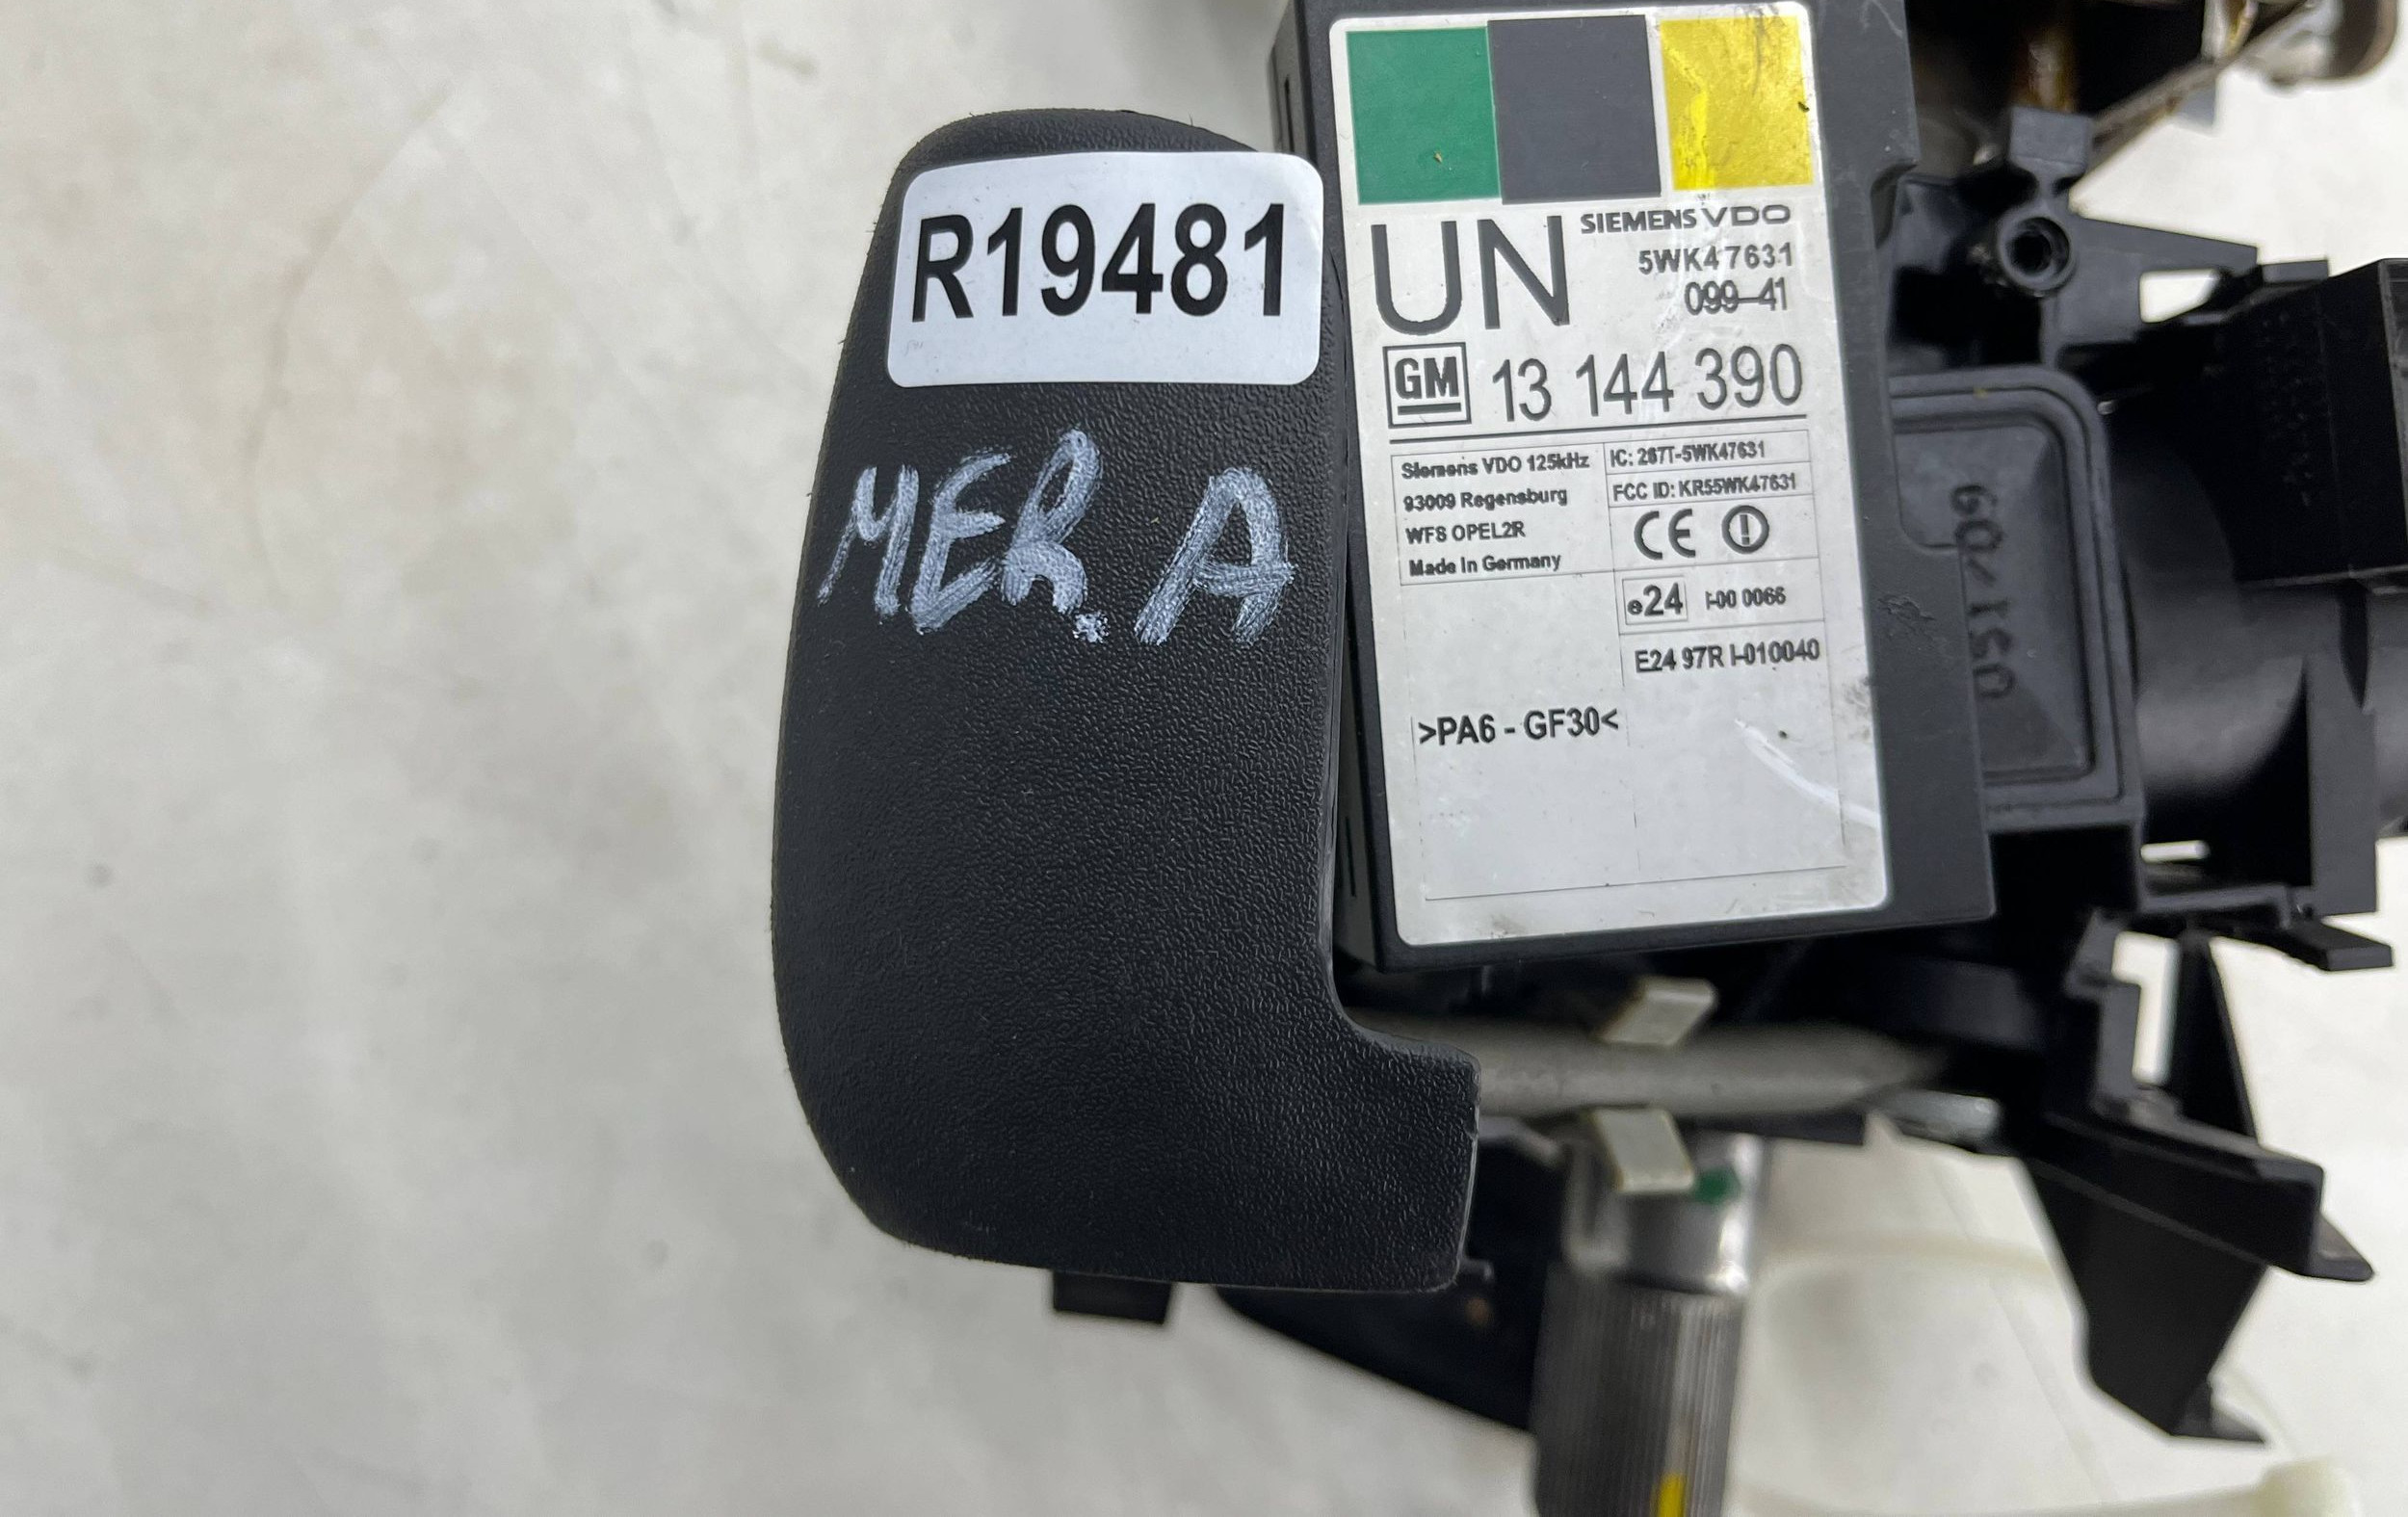 R19481
MER. A
UN
SIEMENS VDO
5WK47631
099-41
GM 13 144 390
Siemens VDO 125kHz
93009 Regensburg
WFS OPEL2R
Made in Germany
IC: 267T-5WK47631
FCC ID: KR55WK47631
CE
e24 I-00 0066
E24 97R I-010040
>PA6 - GF30<